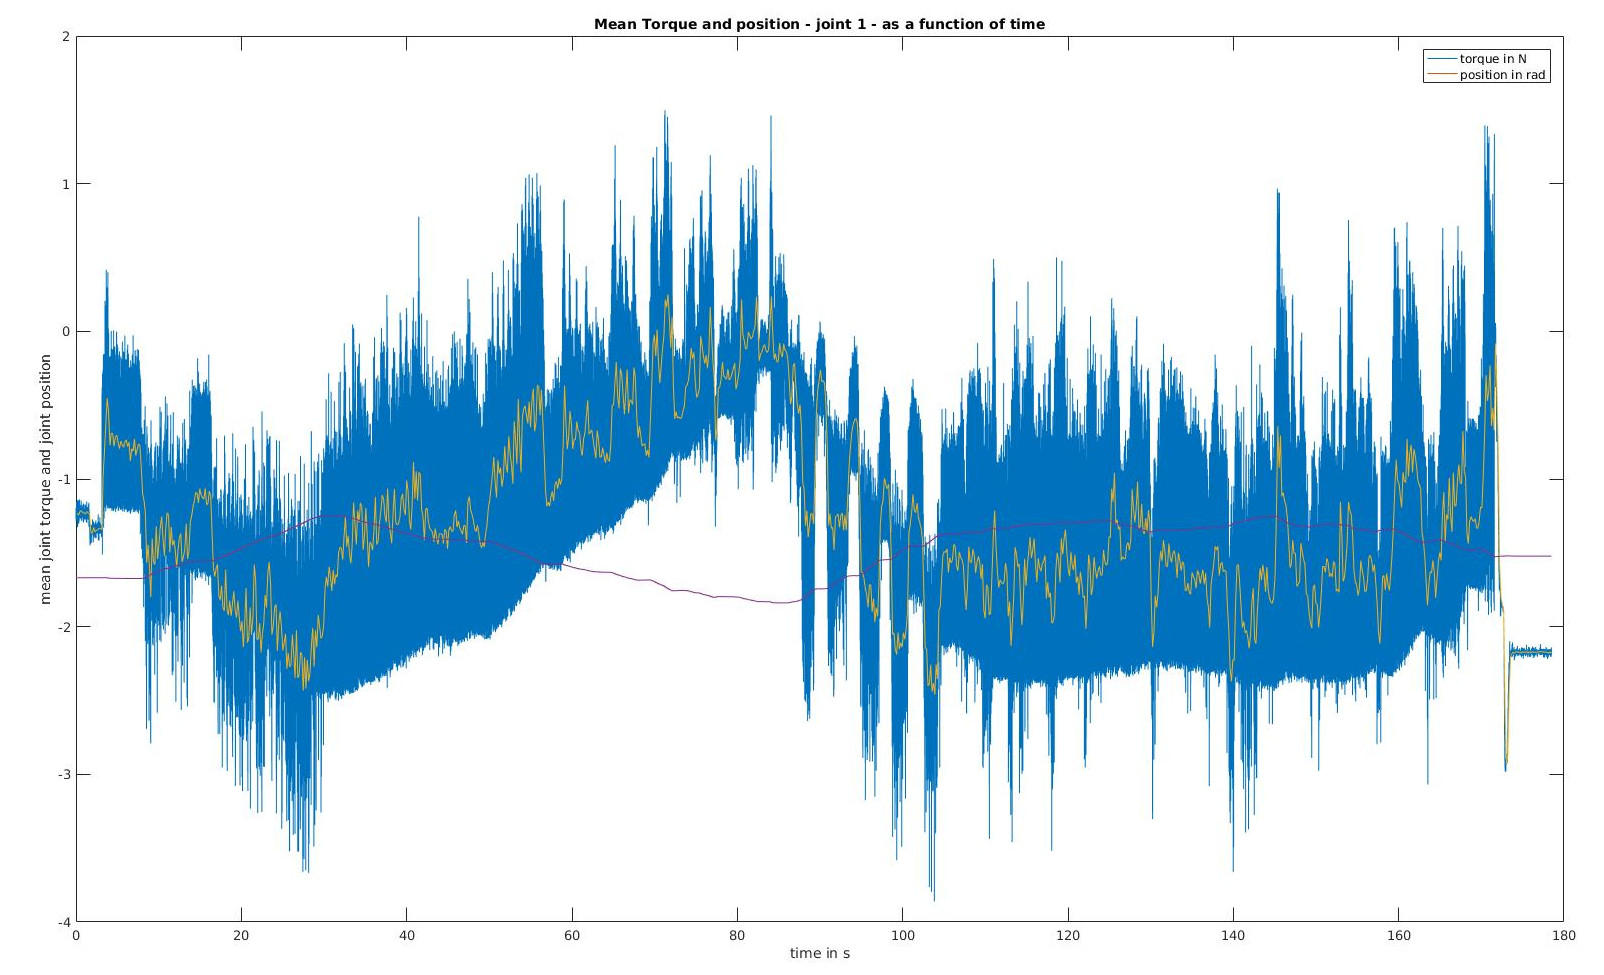 Mean Torque and position - joint 1 - as a function of time
torque in N
position in rad
mean joint torque and joint position
2
1
0
-1
-2
-3
-4
0 20 40 60 80 100 120 140 160 180
time in s